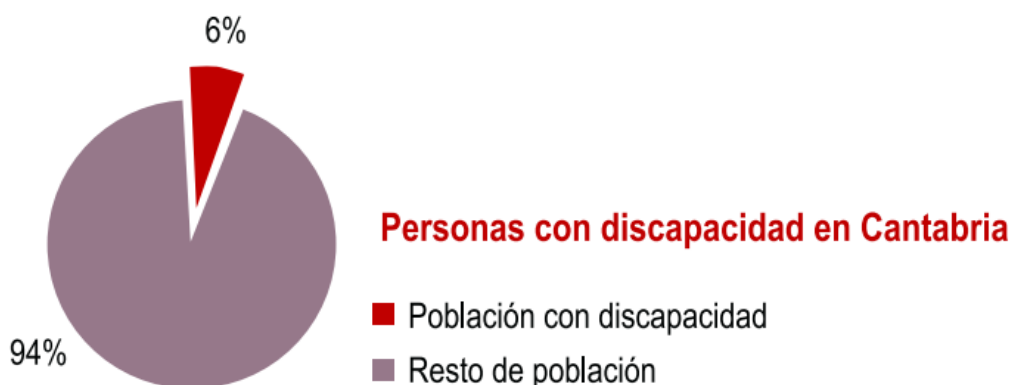 6%
Personas con discapacidad en Cantabria
Población con discapacidad
94%
Resto de población